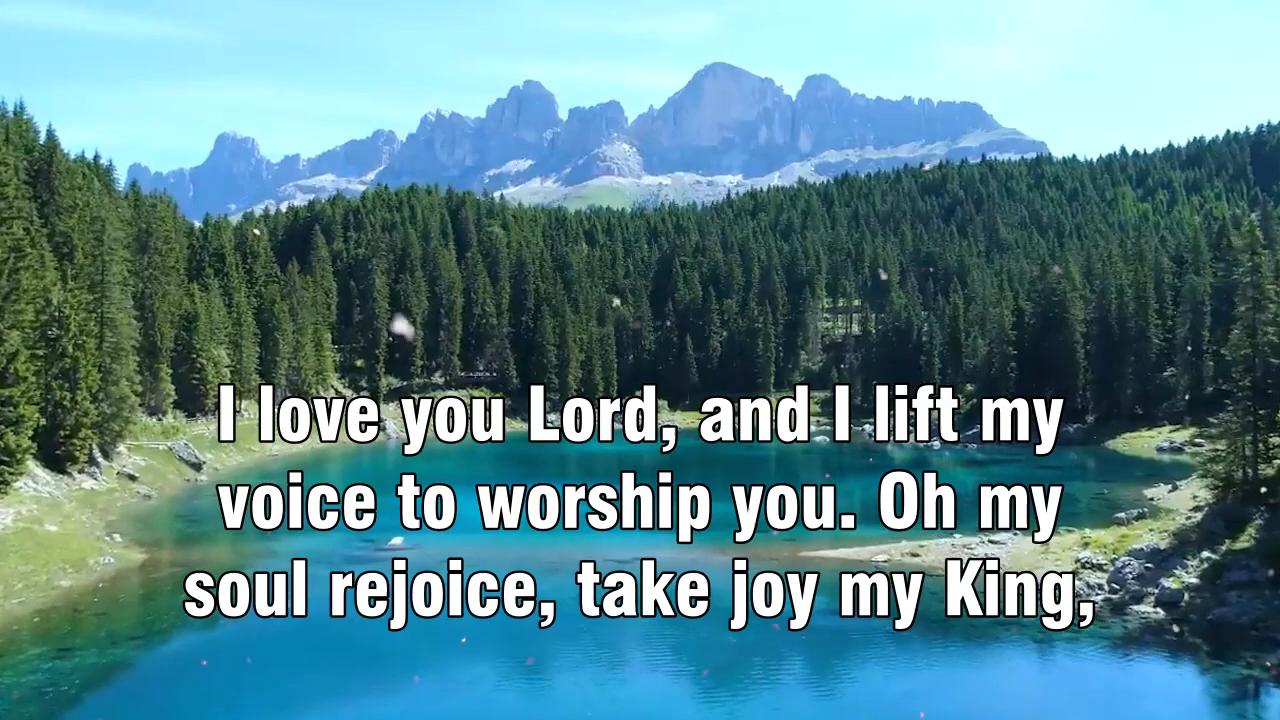 I love you Lord, and I lift my
voice to worship you. Oh my
soul rejoice, take joy my King,